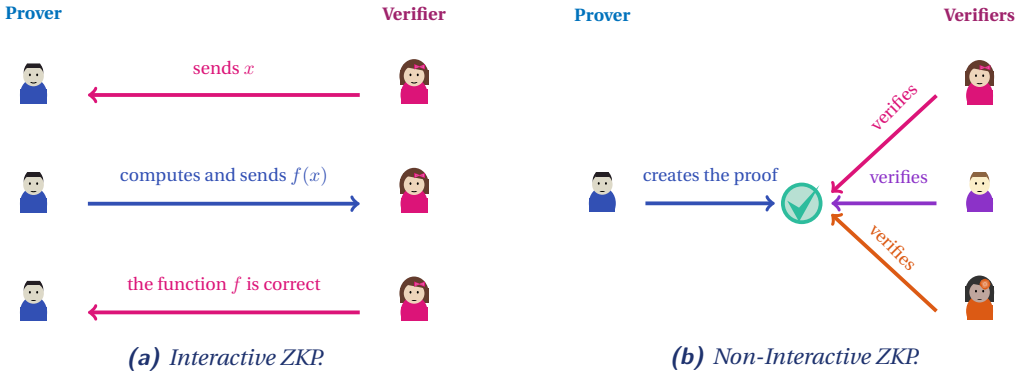 Prover
Verifier
sends x
computes and sends f(x)
the function f is correct
(a) Interactive ZKP.
Prover
Verifiers
creates the proof
verifies
verifies
verifies
(b) Non-Interactive ZKP.